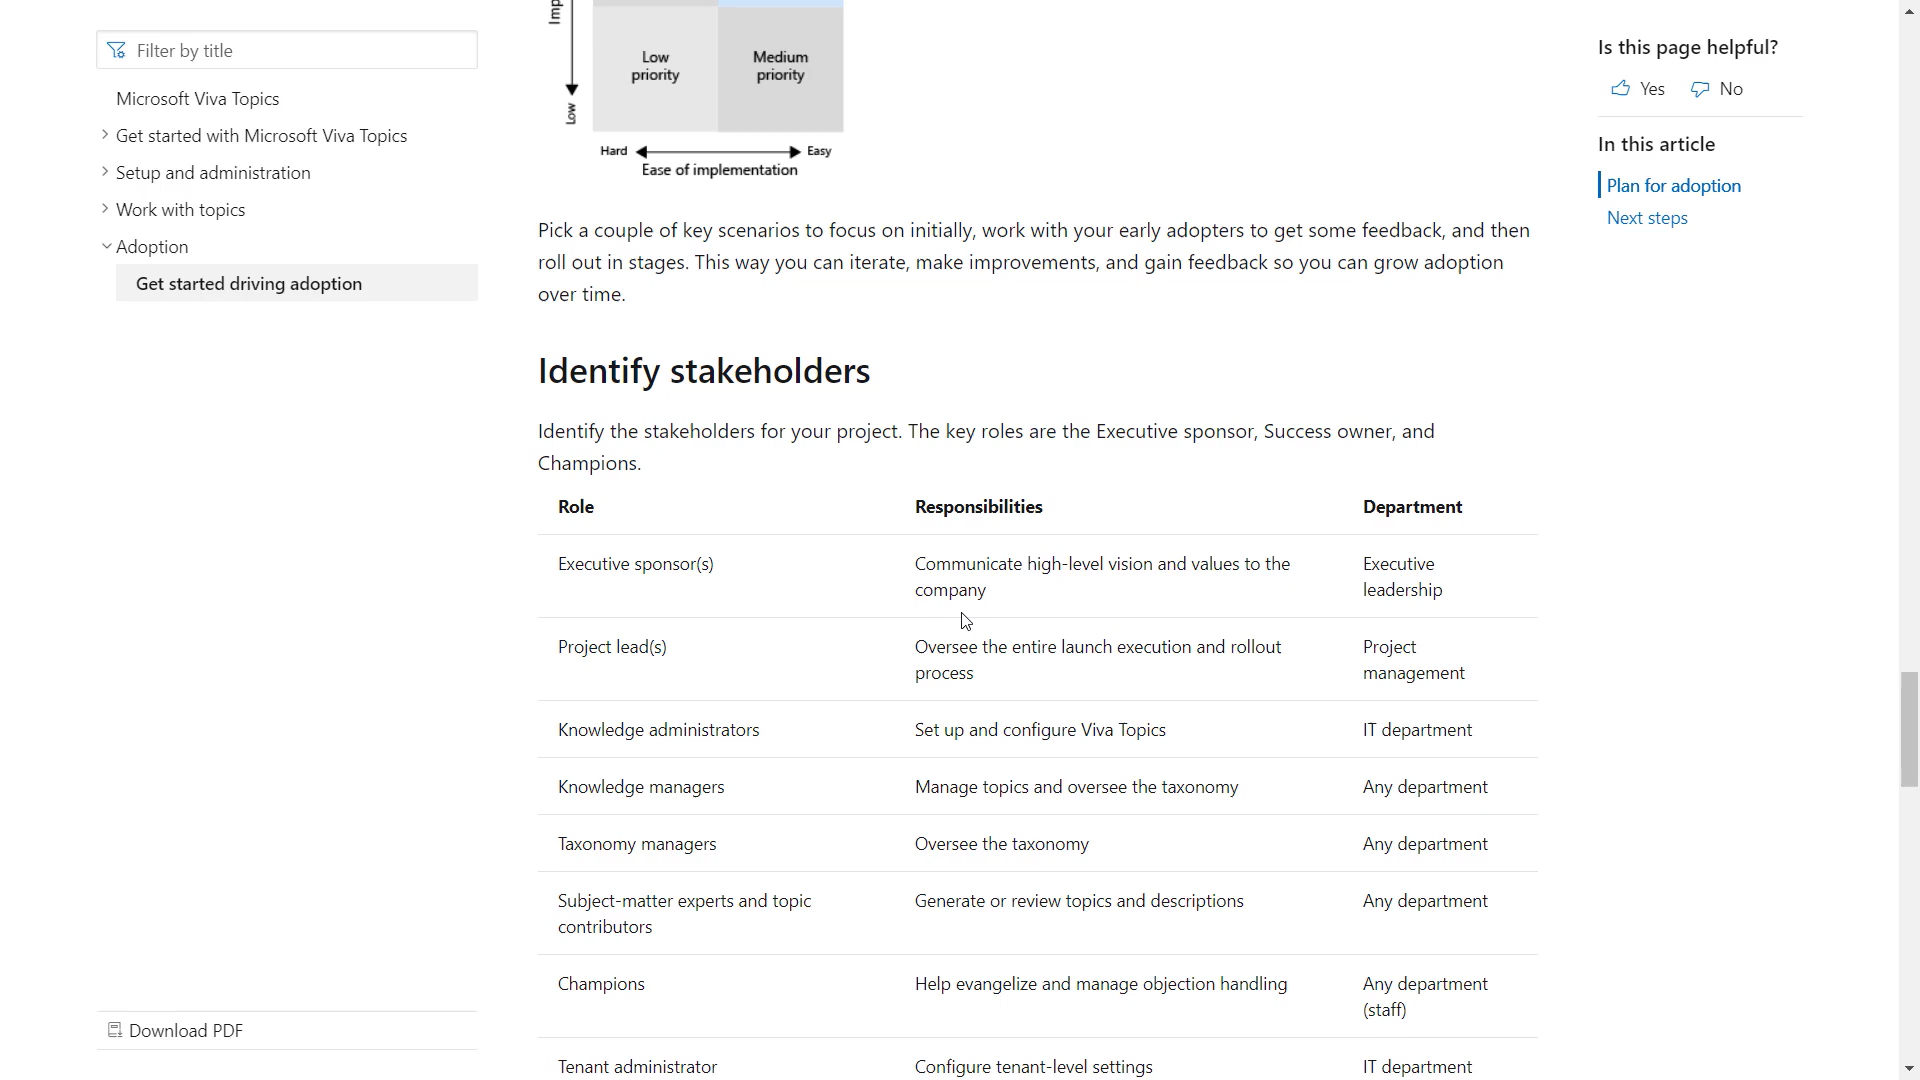 Filter by title
Microsoft Viva Topics
Get started with Microsoft Viva Topics
Setup and administration
Work with topics
Adoption
Get started driving adoption
Download PDF
Low
priority
Medium
priority
Low
Hard
Easy
Ease of implementation
Pick a couple of key scenarios to focus on initially, work with your early adopters to get some feedback, and then
roll out in stages. This way you can iterate, make improvements, and gain feedback so you can grow adoption
over time.
Identify stakeholders
Identify the stakeholders for your project. The key roles are the Executive sponsor, Success owner, and
Champions.
Role Responsibilities Department
Executive sponsor(s) Communicate high-level vision and values to the Executive
company leadership
Project lead(s) Oversee the entire launch execution and rollout Project
process management
Knowledge administrators Set up and configure Viva Topics IT department
Knowledge managers Manage topics and oversee the taxonomy Any department
Taxonomy managers Oversee the taxonomy Any department
Subject-matter experts and topic Generate or review topics and descriptions Any department
contributors
Champions Help evangelize and manage objection handling Any department
(staff)
Tenant administrator Configure tenant-level settings IT department
Is this page helpful?
Yes No
In this article
Plan for adoption
Next steps